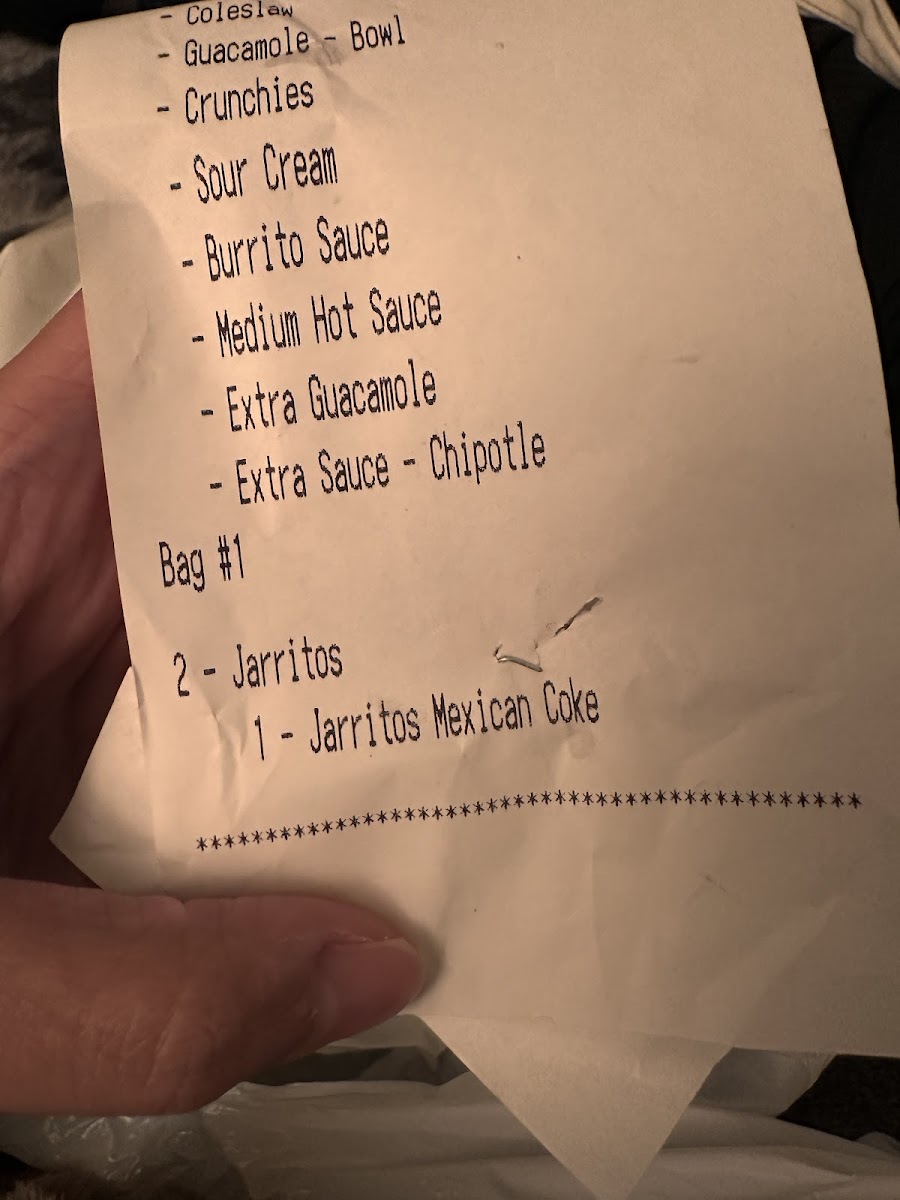 - Coleslaw
- Guacamole - Bowl
- Crunchies
- Sour Cream
- Burrito Sauce
- Medium Hot Sauce
- Extra Guacamole
- Extra Sauce - Chipotle
Bag #1
2 - Jarritos
1 - Jarritos Mexican Coke
************************************************